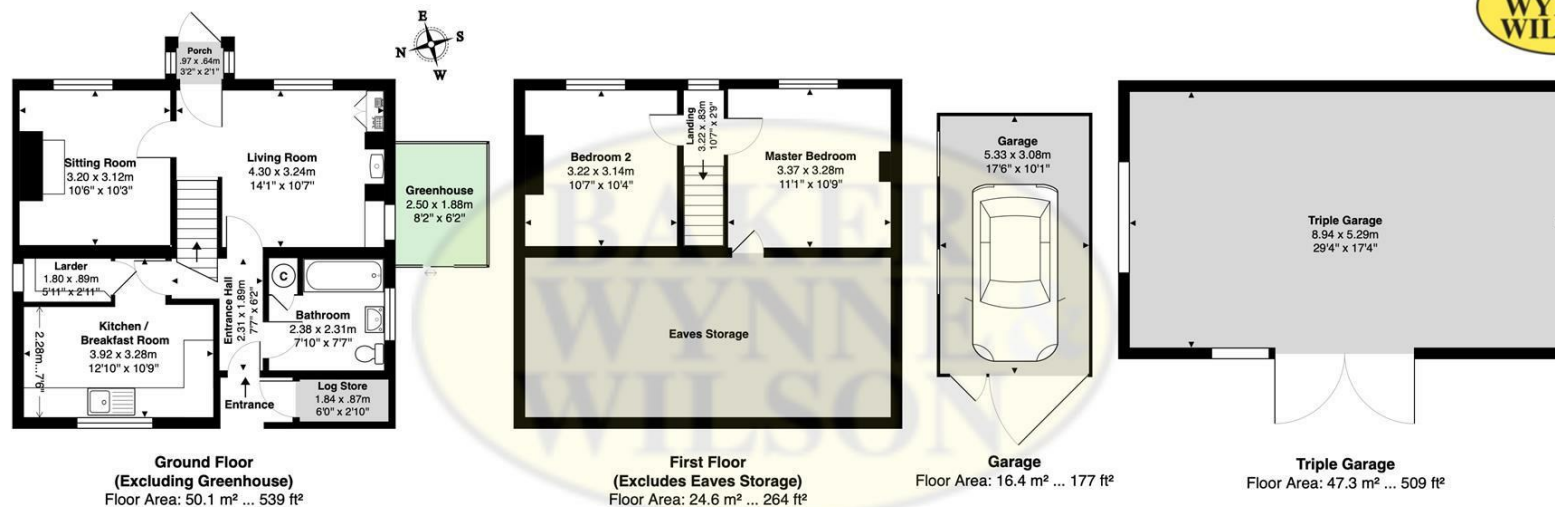 WY
WIL
E
N
S
W
Porch
.97 x .64m
3'2" x 2'1"
Sitting Room
3.20 x 3.12m
10'6" x 10'3"
Living Room
4.30 x 3.24m
14'1" x 10'7"
Greenhouse
2.50 x 1.88m
8'2" x 6'2"
Larder
1.80 x .89m
5'11" x 2'11"
Entrance Hall
2.31 x 1.89m
7'7" x 6'2"
C
Bathroom
2.38 x 2.31m
7'10" x 7'7"
Kitchen /
Breakfast Room
3.92 x 3.28m
12'10" x 10'9"
2.28m...7'6"
Log Store
1.84 x .87m
6'0" x 2'10"
Entrance
Ground Floor
(Excluding Greenhouse)
Floor Area: 50.1 m² ... 539 ft²
Bedroom 2
3.22 x 3.14m
10'7" x 10'4"
Landing
3.22 x .83m
10'7" x 2'9"
Master Bedroom
3.37 x 3.28m
11'1" x 10'9"
Eaves Storage
BAKER
WYNNE &
WILSON
First Floor
(Excludes Eaves Storage)
Floor Area: 24.6 m² ... 264 ft²
Garage
5.33 x 3.08m
17'6" x 10'1"
Garage
Floor Area: 16.4 m² ... 177 ft²
Triple Garage
8.94 x 5.29m
29'4" x 17'4"
Triple Garage
Floor Area: 47.3 m² ... 509 ft²